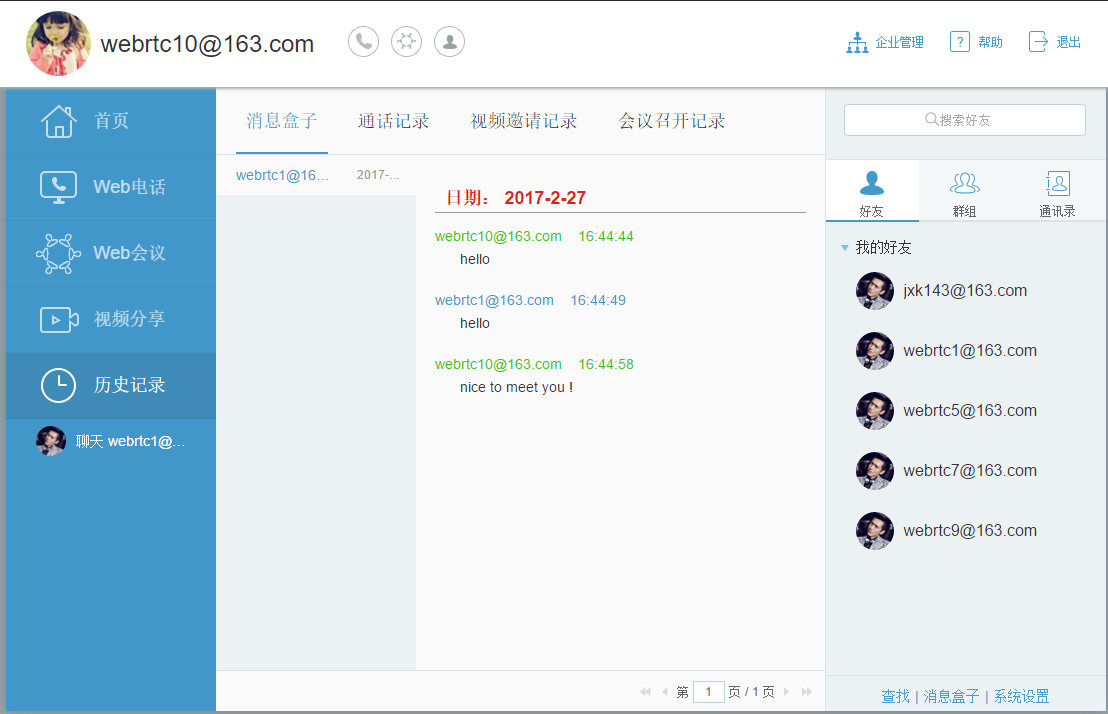 webrtc10@163.com
企业管理
帮助
退出
首页
Web电话
Web会议
视频分享
历史记录
聊天 webrtc1@...
消息盒子 通话记录 视频邀请记录 会议召开记录
webrtc1@16... 2017-...
日期： 2017-2-27
webrtc10@163.com 16:44:44
hello
webrtc1@163.com 16:44:49
hello
webrtc10@163.com 16:44:58
nice to meet you !
第 1 页 / 1 页
搜索好友
好友 群组 通讯录
我的好友
jxk143@163.com
webrtc1@163.com
webrtc5@163.com
webrtc7@163.com
webrtc9@163.com
查找 | 消息盒子 | 系统设置